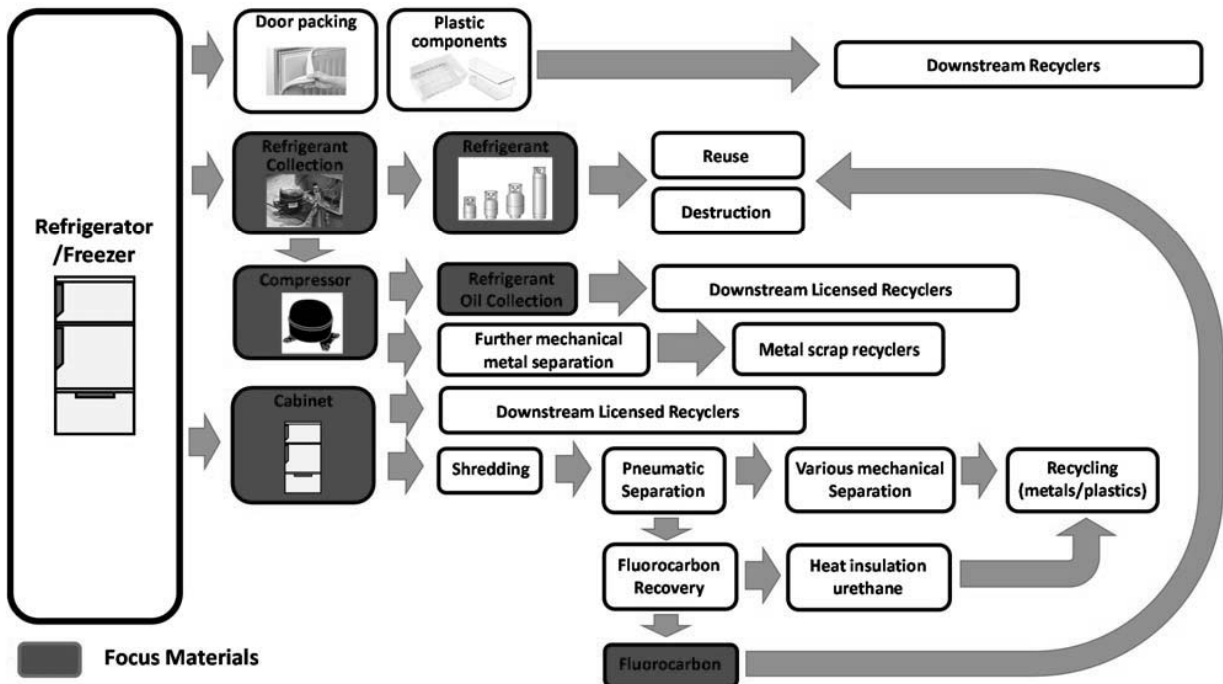 Refrigerator
/Freezer
Door packing
Plastic
components
Downstream Recyclers
Refrigerant
Collection
Refrigerant
Reuse
Destruction
Compressor
Refrigerant
Oil Collection
Downstream Licensed Recyclers
Further mechanical
metal separation
Metal scrap recyclers
Cabinet
Downstream Licensed Recyclers
Shredding
Pneumatic
Separation
Various mechanical
Separation
Recycling
(metals/plastics)
Fluorocarbon
Recovery
Heat insulation
urethane
Fluorocarbon
Focus Materials